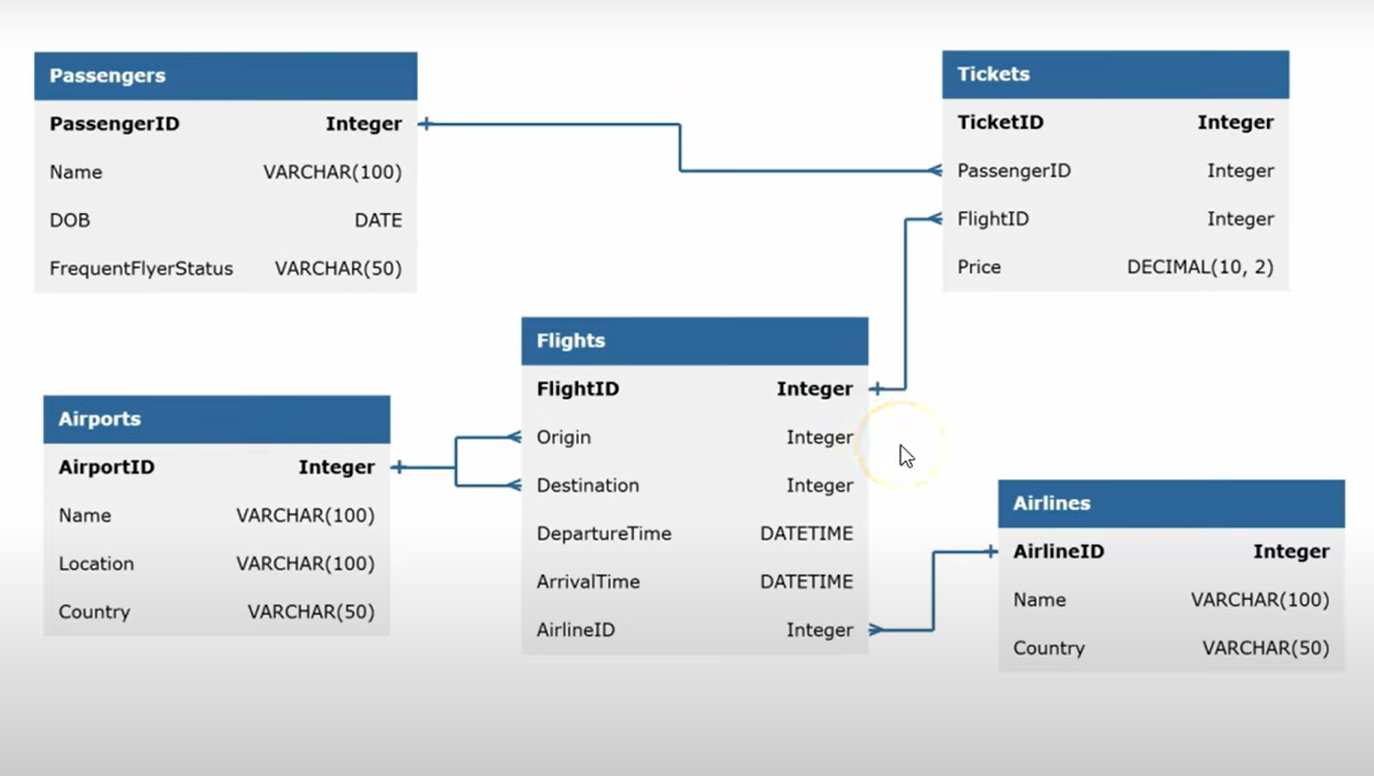 Passengers
PassengerID Integer
Name VARCHAR(100)
DOB DATE
FrequentFlyerStatus VARCHAR(50)
Tickets
TicketID Integer
PassengerID Integer
FlightID Integer
Price DECIMAL(10, 2)
Flights
FlightID Integer
Origin Integer
Destination Integer
DepartureTime DATETIME
ArrivalTime DATETIME
AirlineID Integer
Airports
AirportID Integer
Name VARCHAR(100)
Location VARCHAR(100)
Country VARCHAR(50)
Airlines
AirlineID Integer
Name VARCHAR(100)
Country VARCHAR(50)